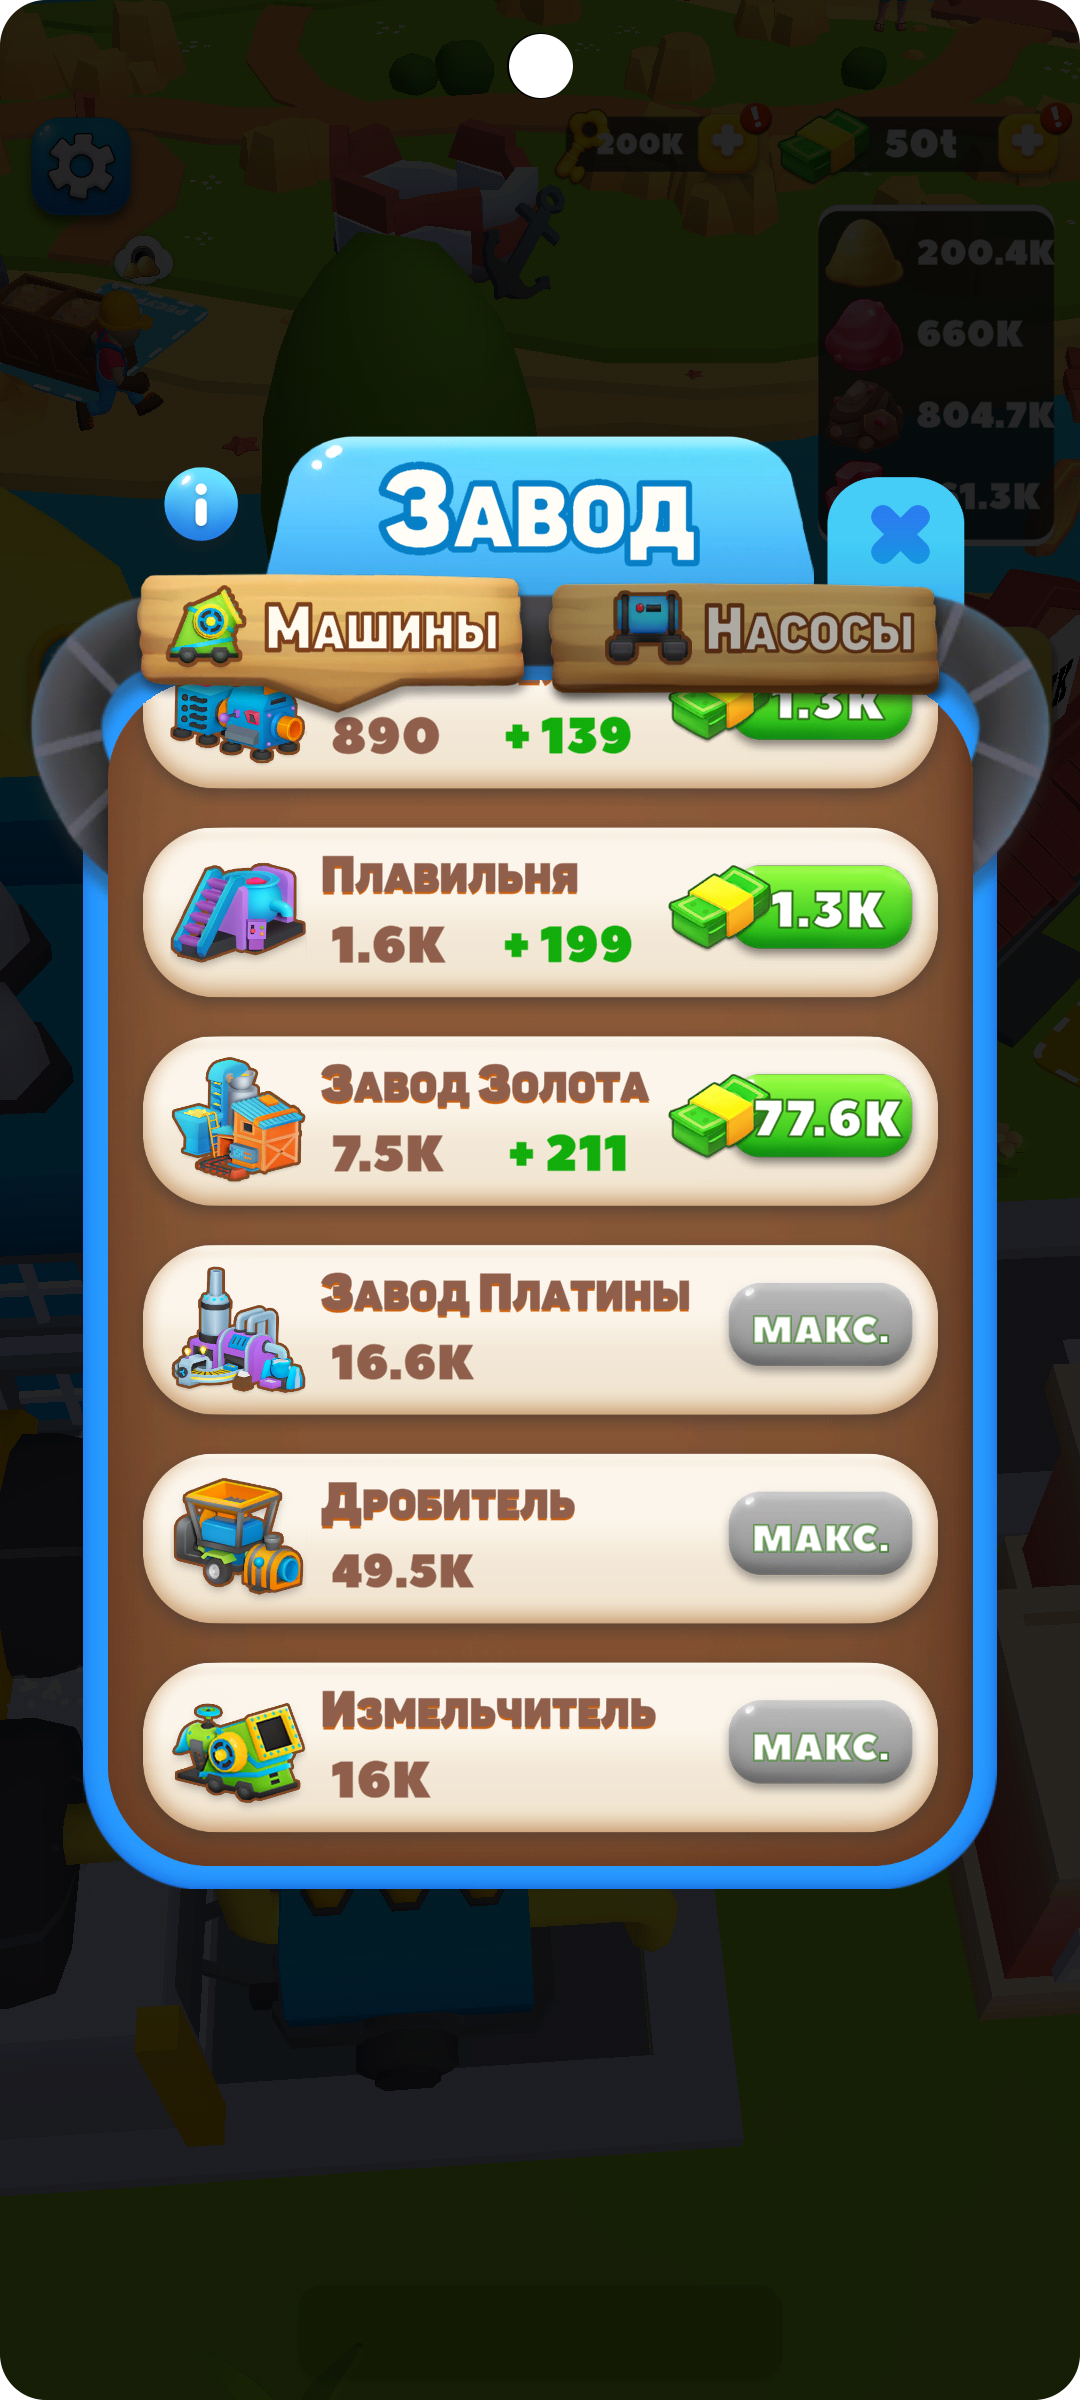 200K
50t
200.4K
660K
804.7K
1.3K
Завод
Машины
Насосы
890 +139 1.3K
Плавильня
1.6K +199 1.3K
Завод Золота
7.5K +211 77.6K
Завод Платины
16.6K МАКС.
Дробитель
49.5K МАКС.
Измельчитель
16K МАКС.